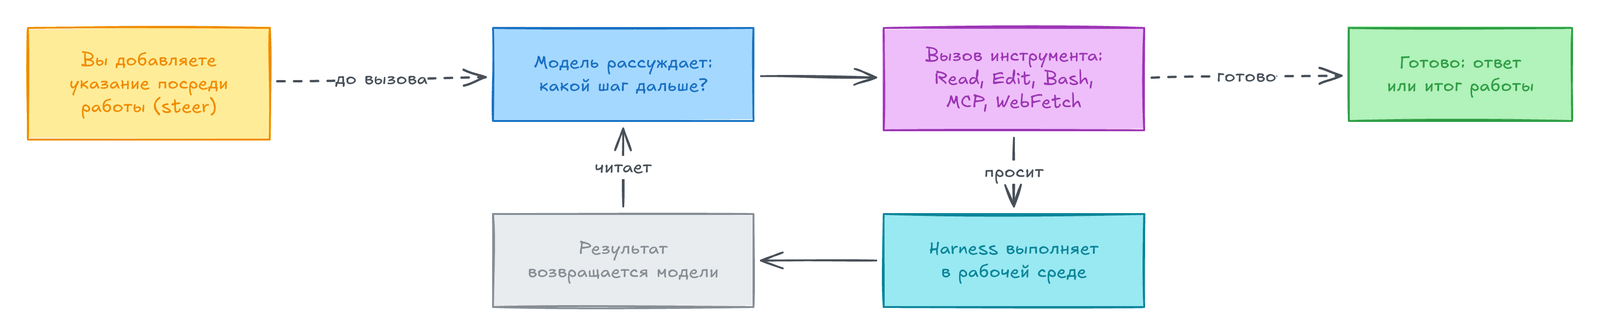 Вы добавляете
указание посреди
работы (steer)
до вызова
Модель рассуждает:
какой шаг дальше?
Вызов инструмента:
Read, Edit, Bash,
MCP, WebFetch
готово
Готово: ответ
или итог работы
читает
просит
Результат
возвращается модели
Harness выполняет
в рабочей среде